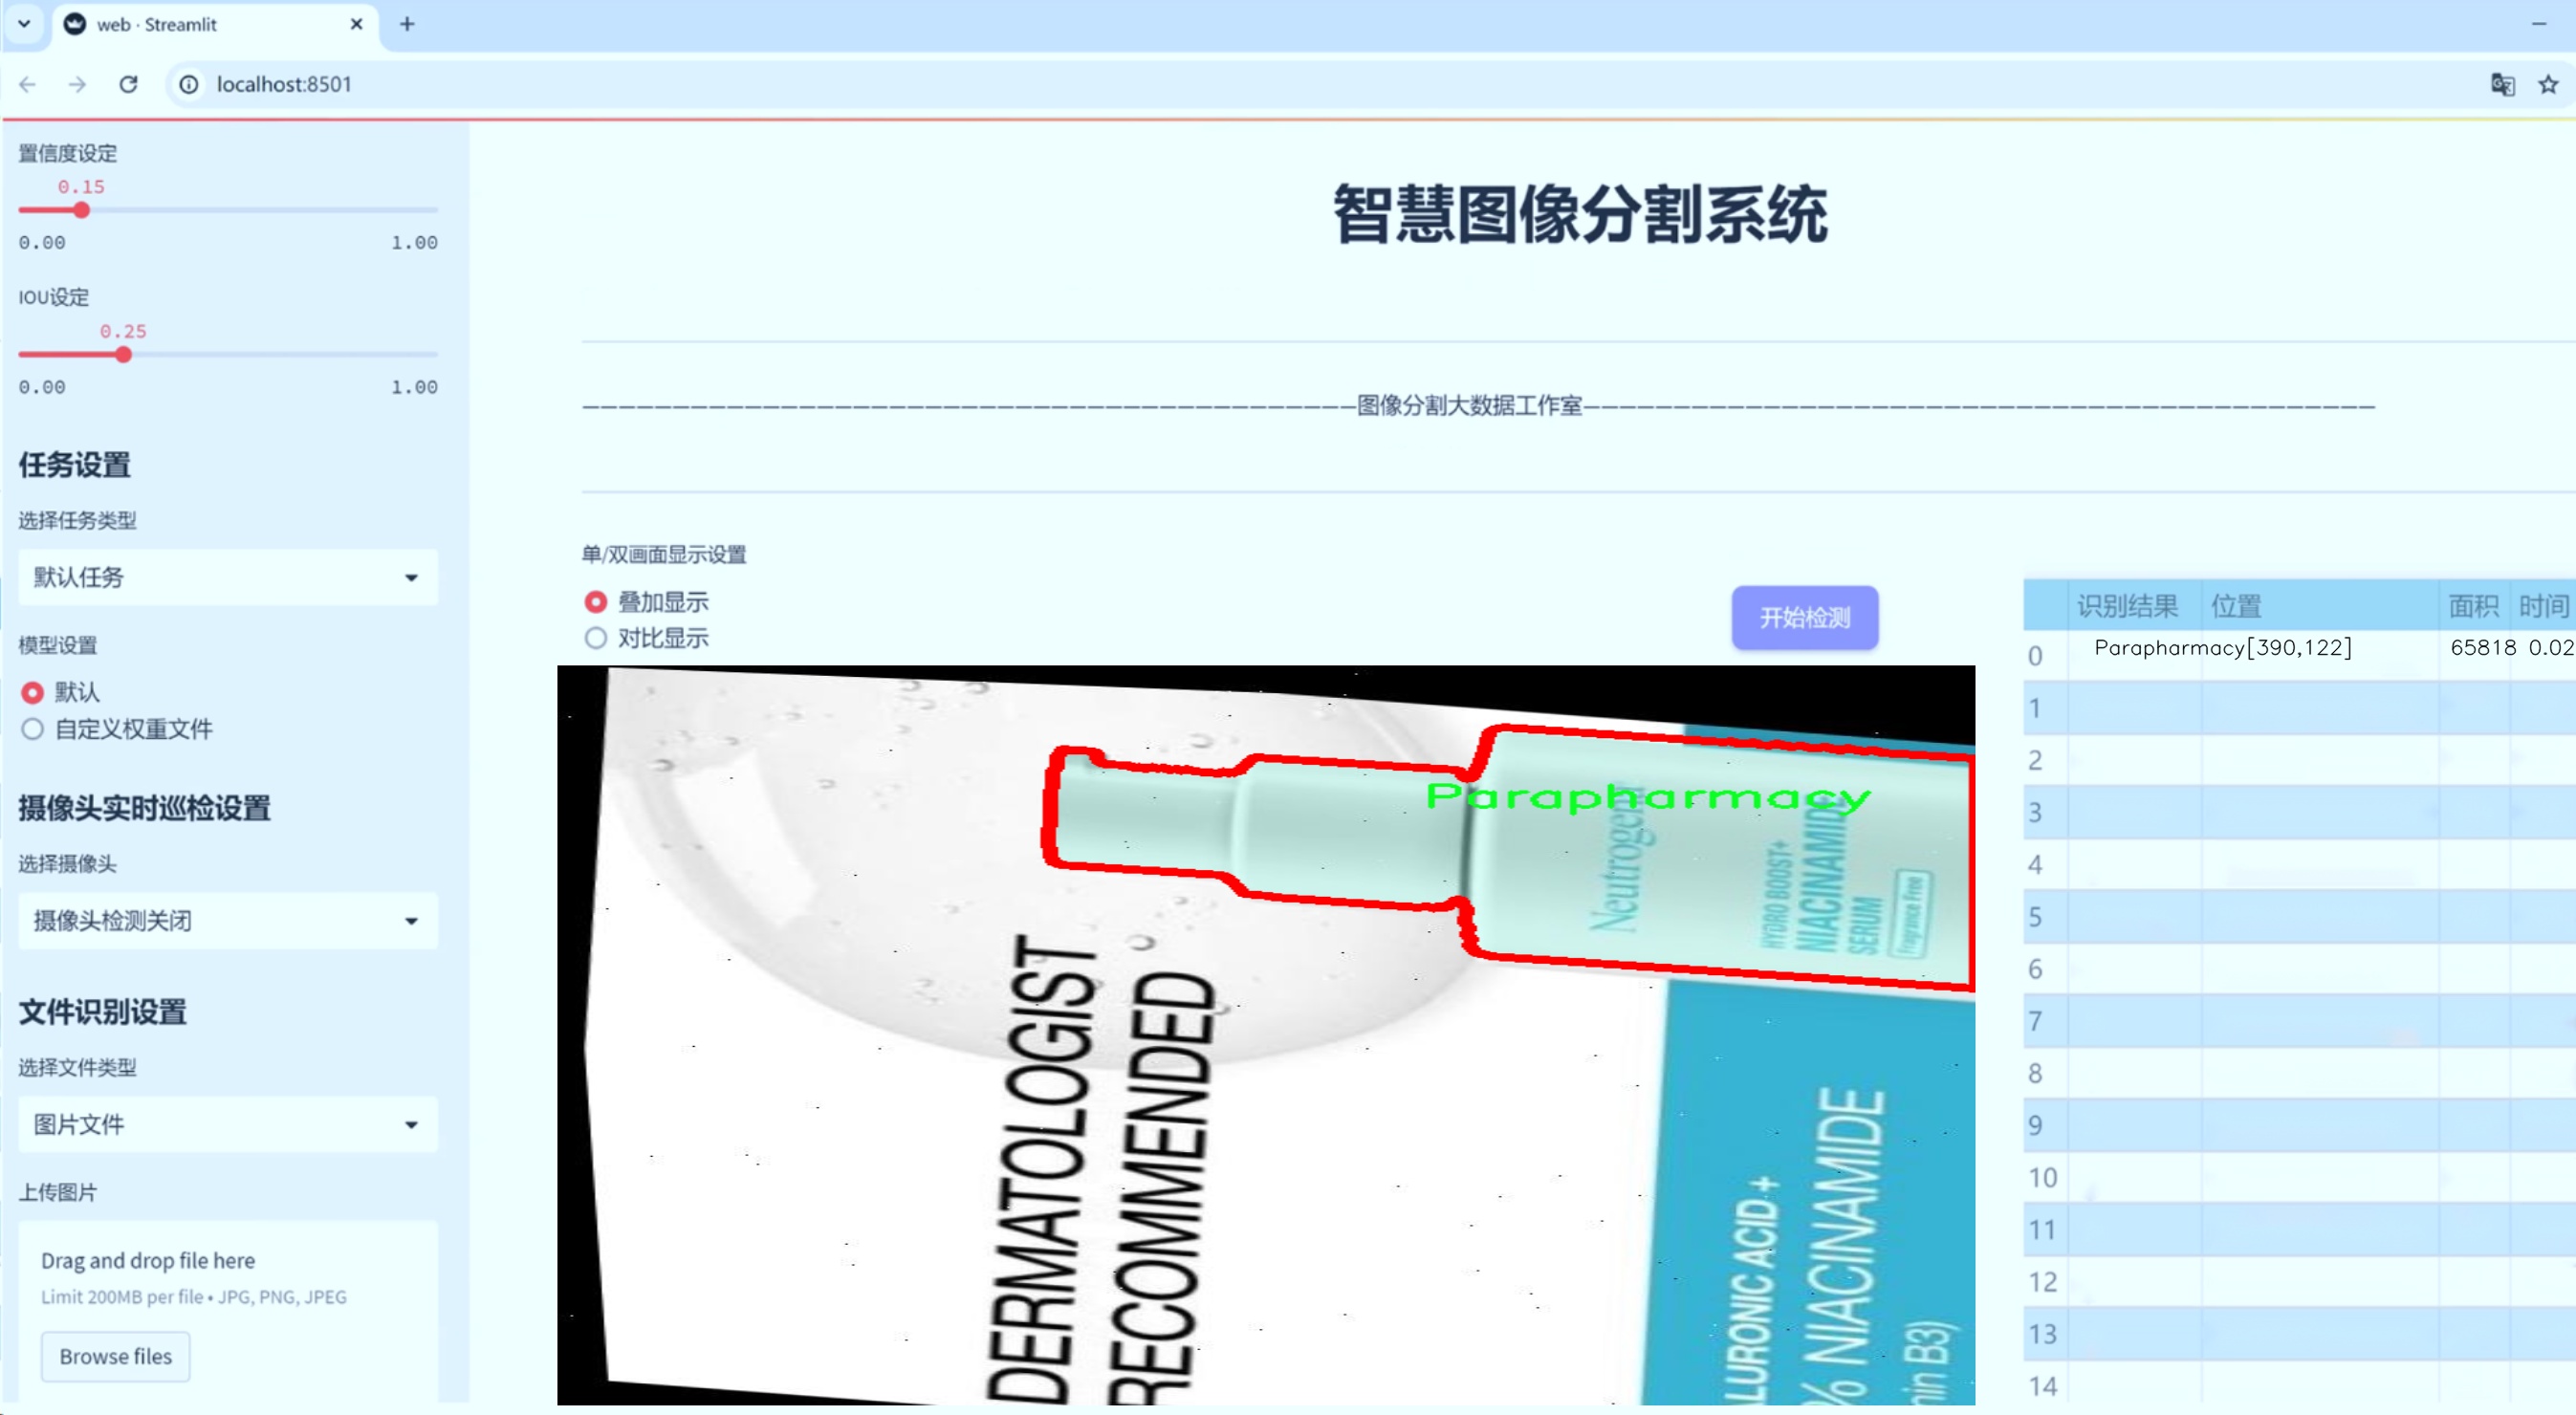 web · Streamlit
localhost:8501
置信度设定
0.15
0.00 1.00
IOU设定
0.25
0.00 1.00
任务设置
选择任务类型
默认任务
模型设置
默认
自定义权重文件
摄像头实时巡检设置
选择摄像头
摄像头检测关闭
文件识别设置
选择文件类型
图片文件
上传图片
Drag and drop file here
Limit 200MB per file • JPG, PNG, JPEG
Browse files
智慧图像分割系统
图像分割大数据工作室
单/双画面显示设置
叠加显示
对比显示
开始检测
Parapharmacy
Neutrogena
HYDRO BOOST+
NIACINAMIDE
SERUM
Fragrance Free
DERMATOLOGIST
RECOMMENDED
ALURONIC ACID+
% NIACINAMIDE
min B3)
识别结果 位置 面积 时间
0 Parapharmacy[390,122] 65818 0.02
1
2
3
4
5
6
7
8
9
10
11
12
13
14